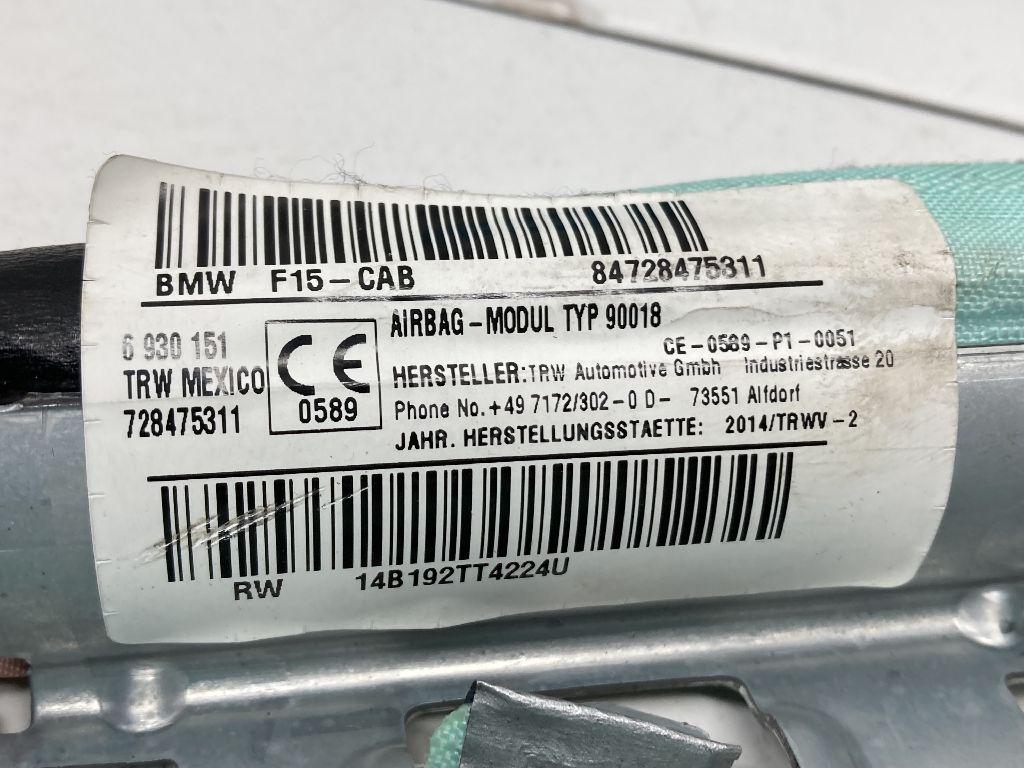 BMW F15-CAB 84728475311
AIRBAG-MODUL TYP 90018
6 930 151
CE-0589-P1-0051
TRW MEXICO
CE
HERSTELLER: TRW Automotive Gmbh Industriestrasse 20
728475311
0589
Phone No. +49 7172/302-0 D- 73551 Alfdorf
JAHR. HERSTELLUNGSSTAETTE: 2014/TRWV-2
RW 14B192TT4224U